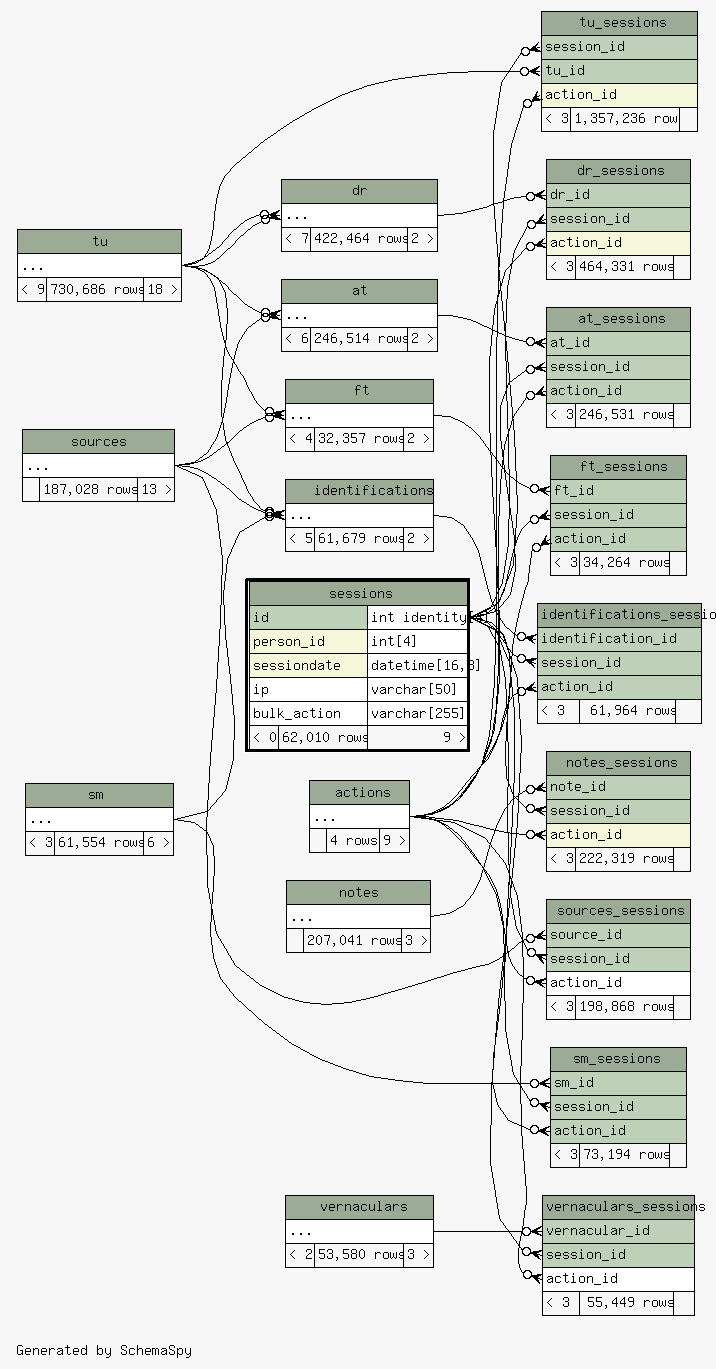 tu_sessions
session_id
tu_id
action_id
< 3 1,357,236 row
dr_sessions
dr_id
session_id
action_id
< 3 464,331 rows
dr
...
< 7 422,464 rows 2 >
tu
...
< 9 730,686 rows 18 >
at
...
< 6 246,514 rows 2 >
at_sessions
at_id
session_id
action_id
< 3 246,531 rows
ft
...
< 4 32,357 rows 2 >
sources
...
187,028 rows 13 >
ft_sessions
ft_id
session_id
action_id
< 3 34,264 rows
identifications
...
< 5 61,679 rows 2 >
sessions
id int identity[4]
person_id int[4]
sessiondate datetime[16,3]
ip varchar[50]
bulk_action varchar[255]
< 0 62,010 rows 9 >
identifications_sessio
identification_id
session_id
action_id
< 3 61,964 rows
notes_sessions
note_id
session_id
action_id
< 3 222,319 rows
sm
...
< 3 61,554 rows 6 >
actions
...
4 rows 9 >
notes
...
207,041 rows 3 >
sources_sessions
source_id
session_id
action_id
< 3 198,868 rows
sm_sessions
sm_id
session_id
action_id
< 3 73,194 rows
vernaculars
...
< 2 53,580 rows 3 >
vernaculars_sessions
vernacular_id
session_id
action_id
< 3 55,449 rows
Generated by SchemaSpy